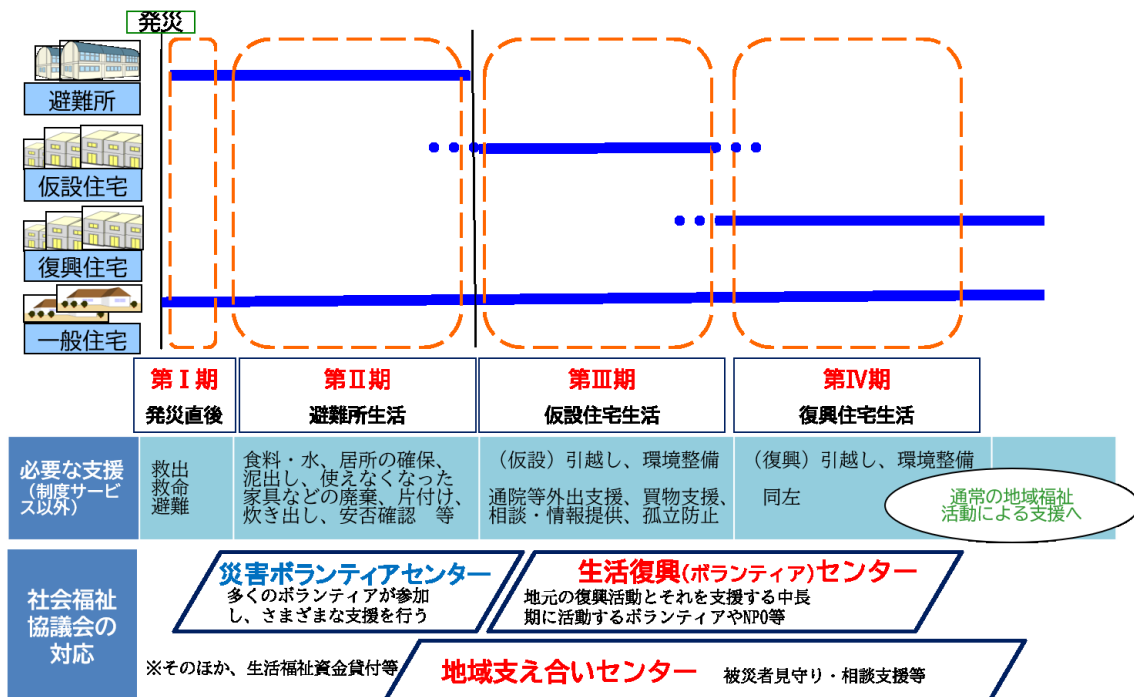 発災
避難所
仮設住宅
復興住宅
一般住宅
第Ⅰ期
発災直後
第Ⅱ期
避難所生活
第Ⅲ期
仮設住宅生活
第Ⅳ期
復興住宅生活
必要な支援
(制度サービ
ス以外)
救出
救命
避難
食料・水、居所の確保、
泥出し、使えなくなった
家具などの廃棄、片付け、
炊き出し、安否確認 等
(仮設)引越し、環境整備
通院等外出支援、買物支援、
相談・情報提供、孤立防止
(復興)引越し、環境整備
同左
通常の地域福祉
活動による支援へ
社会福祉
協議会の
対応
災害ボランティアセンター
多くのボランティアが参加
し、さまざまな支援を行う
生活復興(ボランティア)センター
地元の復興活動とそれを支援する中長
期に活動するボランティアやNPO等
※そのほか、生活福祉資金貸付等
地域支え合いセンター 被災者見守り・相談支援等